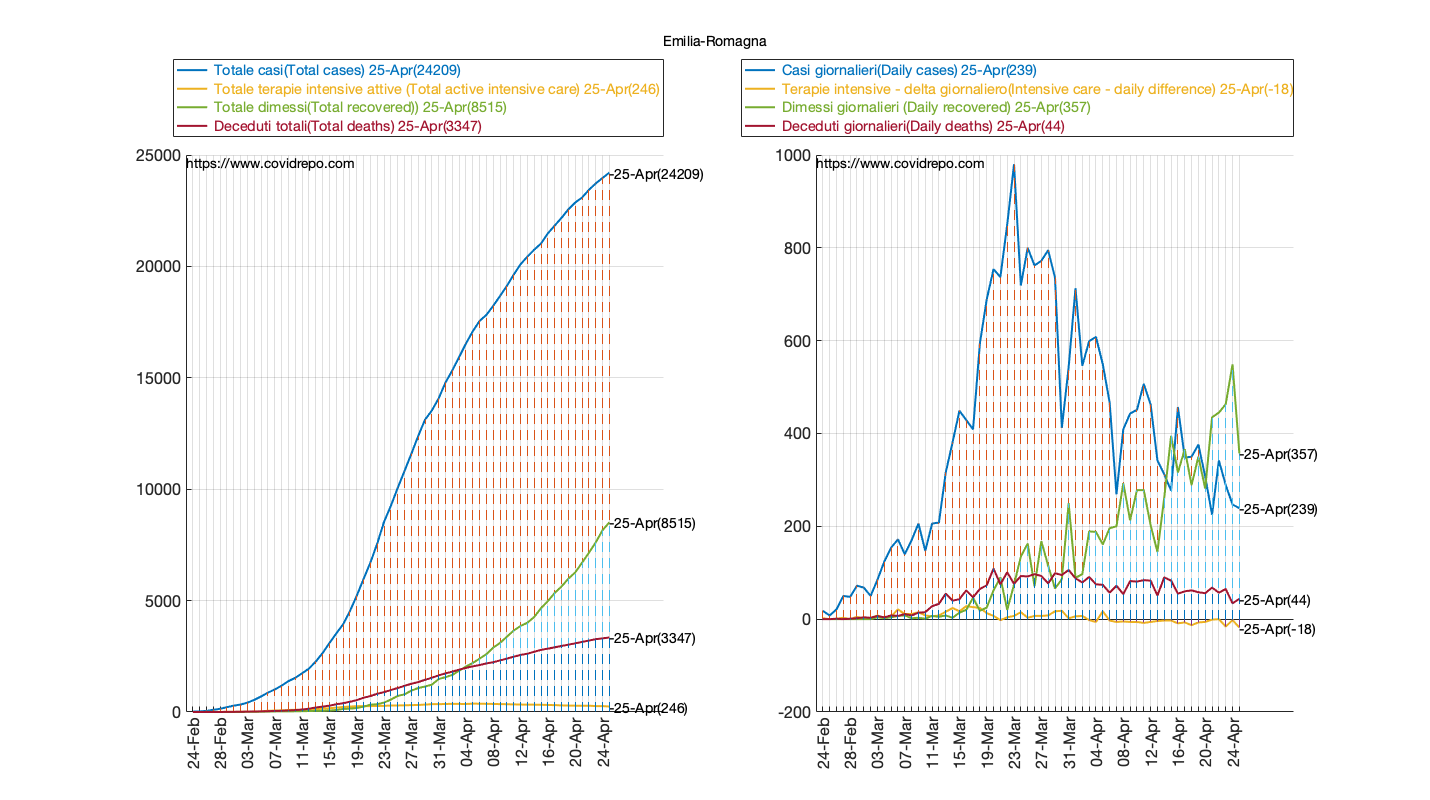 Emilia-Romagna
Totale casi(Total cases) 25-Apr(24209)
Totale terapie intensive attive (Total active intensive care) 25-Apr(246)
Totale dimessi(Total recovered)) 25-Apr(8515)
Deceduti totali(Total deaths) 25-Apr(3347)
25000
20000
15000
10000
5000
0
https://www.covidrepo.com
25-Apr(24209)
25-Apr(8515)
25-Apr(3347)
25-Apr(246)
24-Feb
28-Feb
03-Mar
07-Mar
11-Mar
15-Mar
19-Mar
23-Mar
27-Mar
31-Mar
04-Apr
08-Apr
12-Apr
16-Apr
20-Apr
24-Apr
Casi giornalieri(Daily cases) 25-Apr(239)
Terapie intensive - delta giornaliero(Intensive care - daily difference) 25-Apr(-18)
Dimessi giornalieri (Daily recovered) 25-Apr(357)
Deceduti giornalieri(Daily deaths) 25-Apr(44)
1000
800
600
400
200
0
-200
https://www.covidrepo.com
25-Apr(357)
25-Apr(239)
25-Apr(44)
25-Apr(-18)
24-Feb
28-Feb
03-Mar
07-Mar
11-Mar
15-Mar
19-Mar
23-Mar
27-Mar
31-Mar
04-Apr
08-Apr
12-Apr
16-Apr
20-Apr
24-Apr